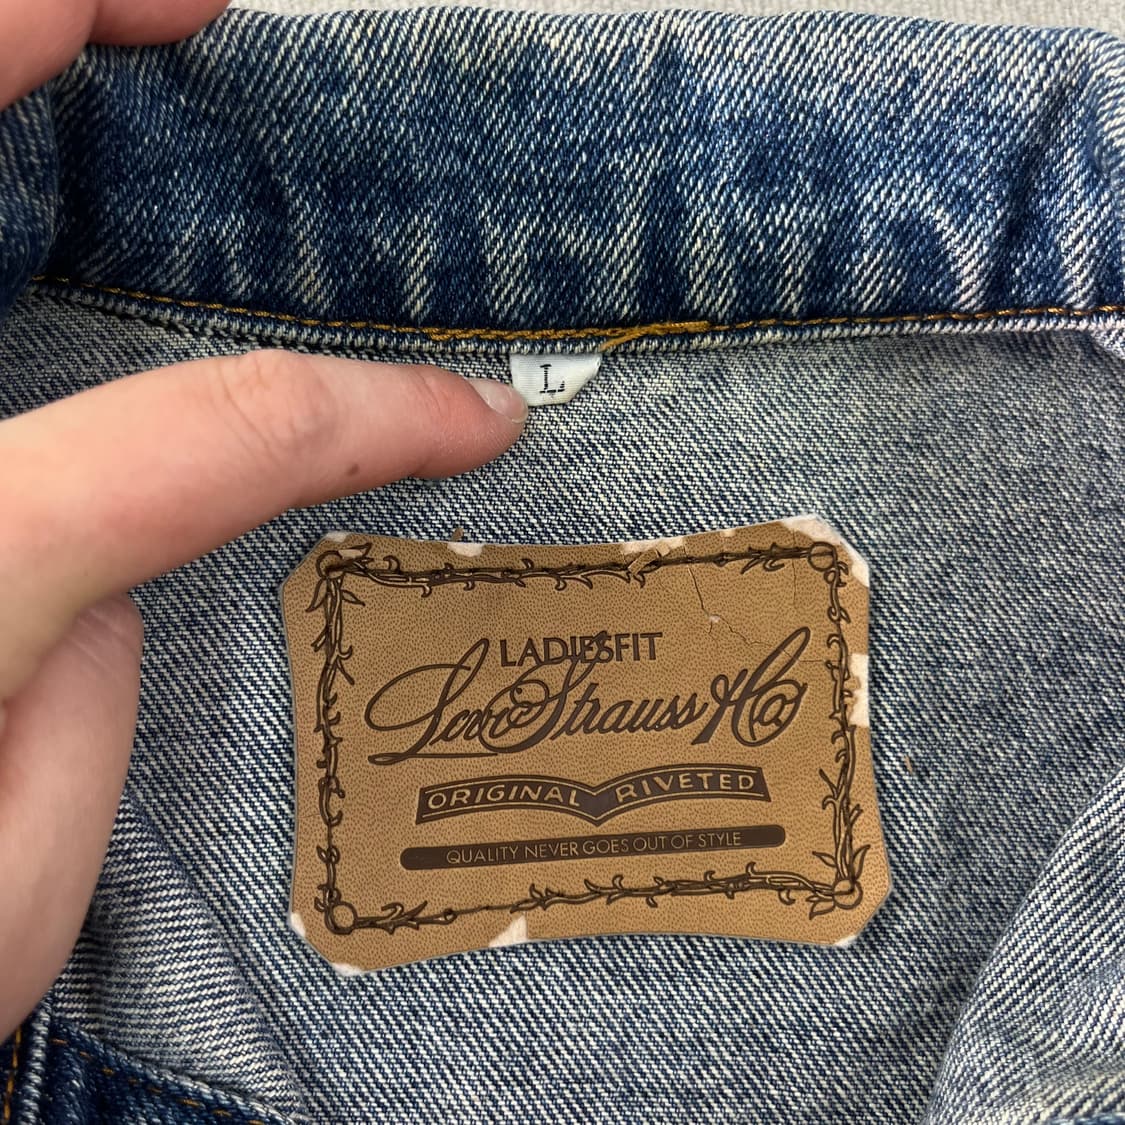 L
LADIESFIT
Levi Strauss & Co
ORIGINAL RIVETED
QUALITY NEVER GOES OUT OF STYLE